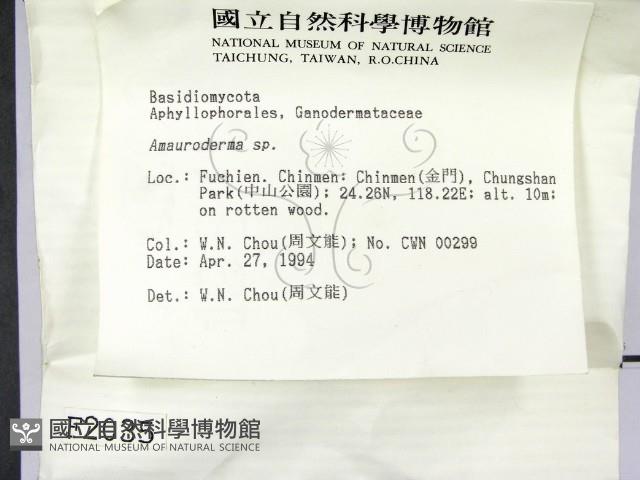 國立自然科學博物館
NATIONAL MUSEUM OF NATURAL SCIENCE
TAICHUNG, TAIWAN, R.O.CHINA
Basidiomycota
Aphyllophorales, Ganodermataceae
Amauroderma sp.
Loc.: Fuchien. Chinmen: Chinmen(金門), Chungshan
Park(中山公園); 24.26N, 118.22E; alt. 10m;
on rotten wood.
Col.: W.N. Chou(周文能); No. CWN 00299
Date: Apr. 27, 1994
Det.: W.N. Chou(周文能)
F2035
國立自然科學博物館
NATIONAL MUSEUM OF NATURAL SCIENCE